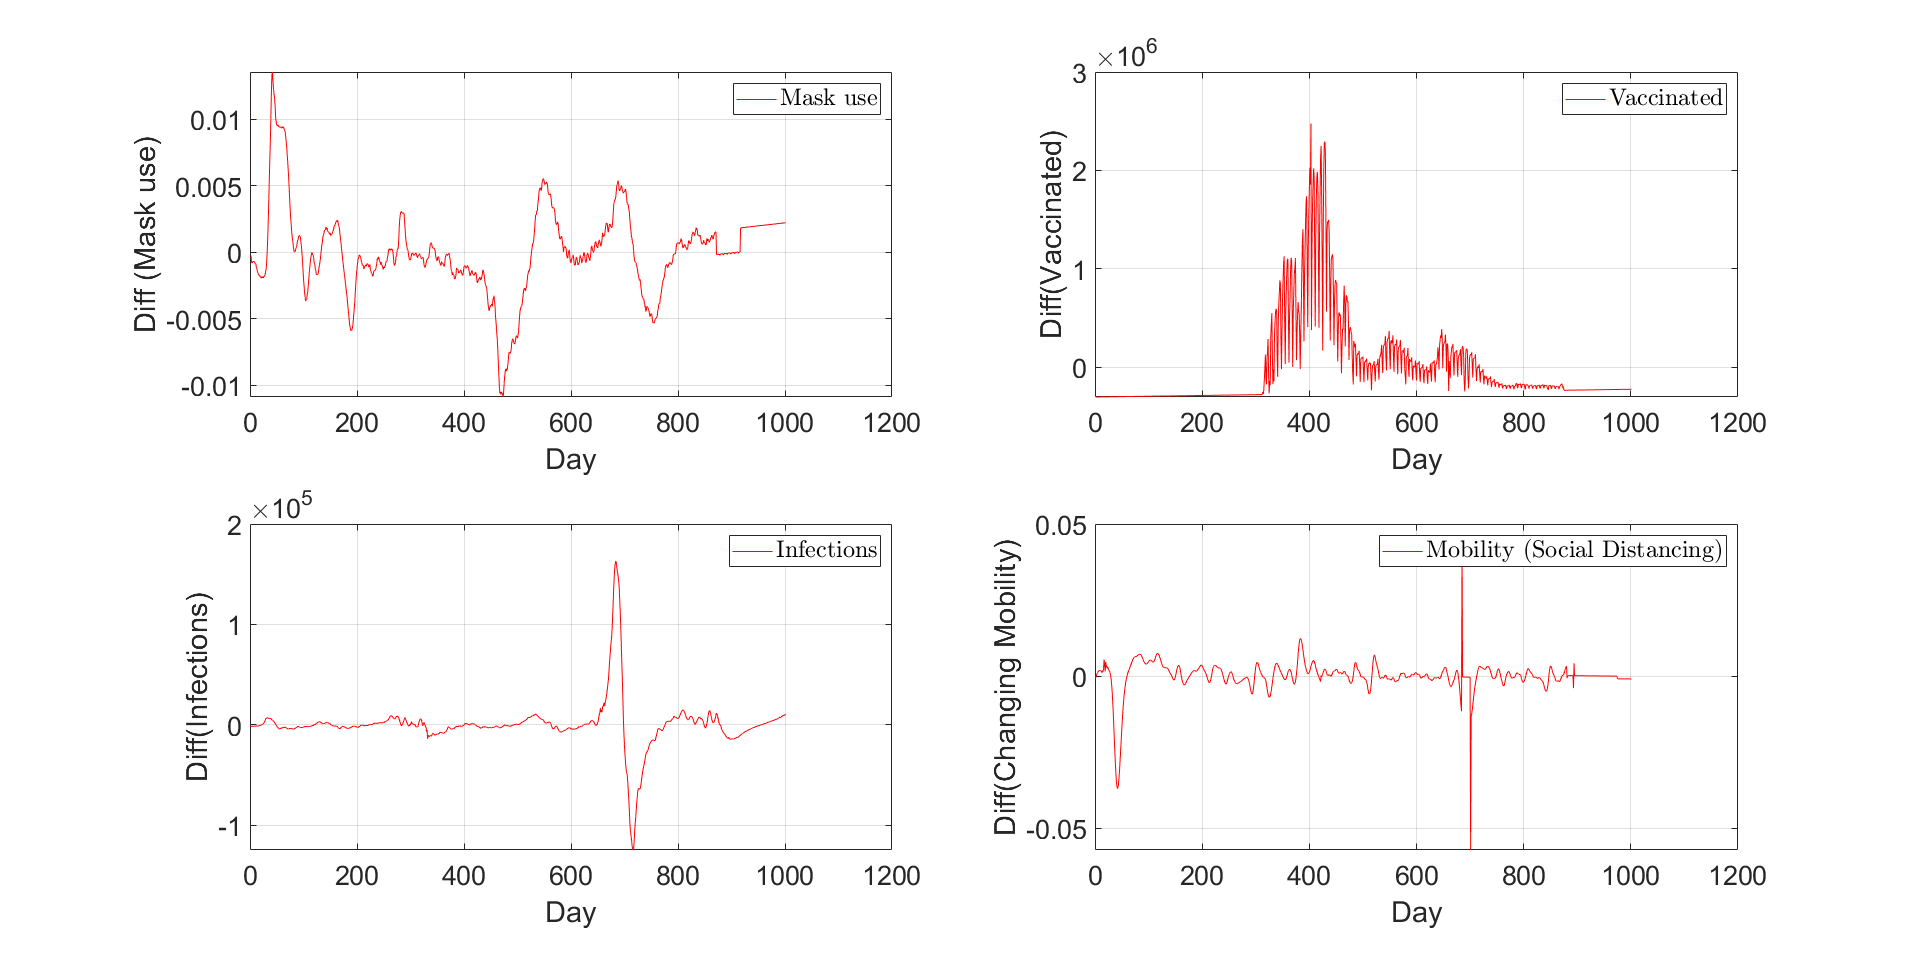 Mask use
0.01
0.005
0
-0.005
-0.01
Diff (Mask use)
0 200 400 600 800 1000 1200
Day
×10^6
Vaccinated
3
2
1
0
Diff(Vaccinated)
0 200 400 600 800 1000 1200
Day
×10^5
Infections
2
1
0
-1
Diff(Infections)
0 200 400 600 800 1000 1200
Day
Mobility (Social Distancing)
0.05
0
-0.05
Diff(Changing Mobility)
0 200 400 600 800 1000 1200
Day